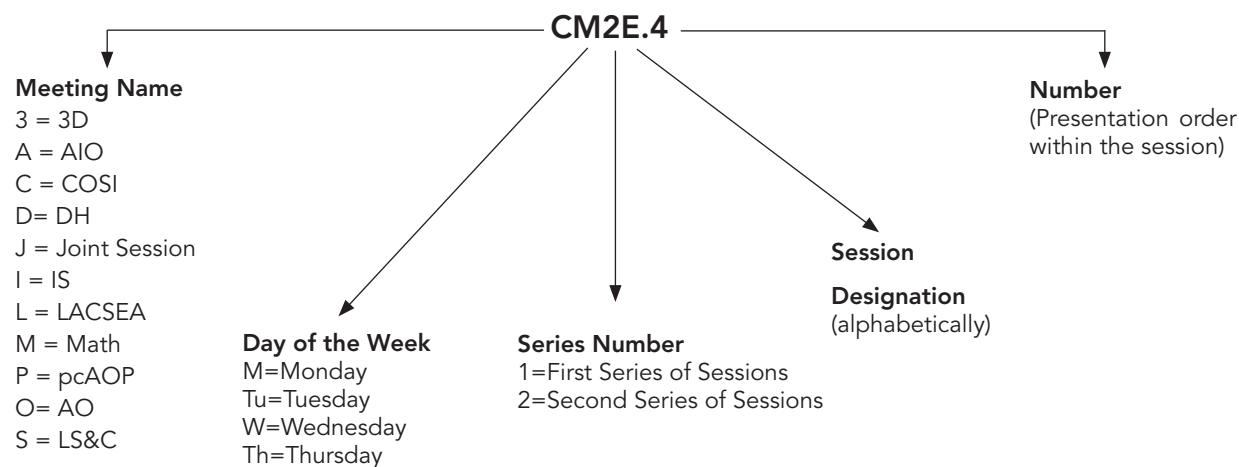 CM2E.4
Meeting Name
3 = 3D
A = AIO
C = COSI
D= DH
J = Joint Session
I = IS
L = LACSEA
M = Math
P = pcAOP
O= AO
S = LS&C
Day of the Week
M=Monday
Tu=Tuesday
W=Wednesday
Th=Thursday
Series Number
1=First Series of Sessions
2=Second Series of Sessions
Session
Designation
(alphabetically)
Number
(Presentation order
within the session)